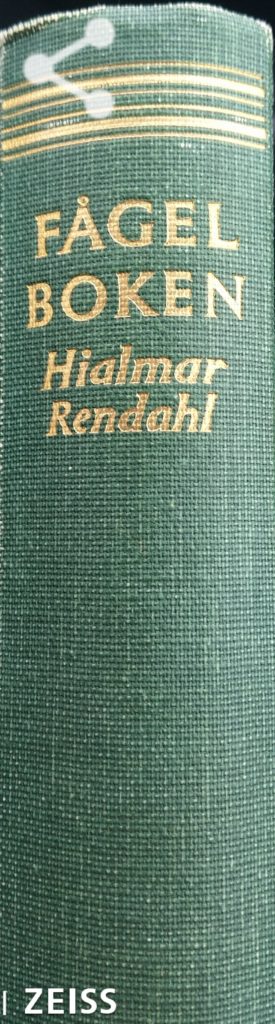 FÅGEL
BOKEN
Hialmar
Rendahl
| ZEISS